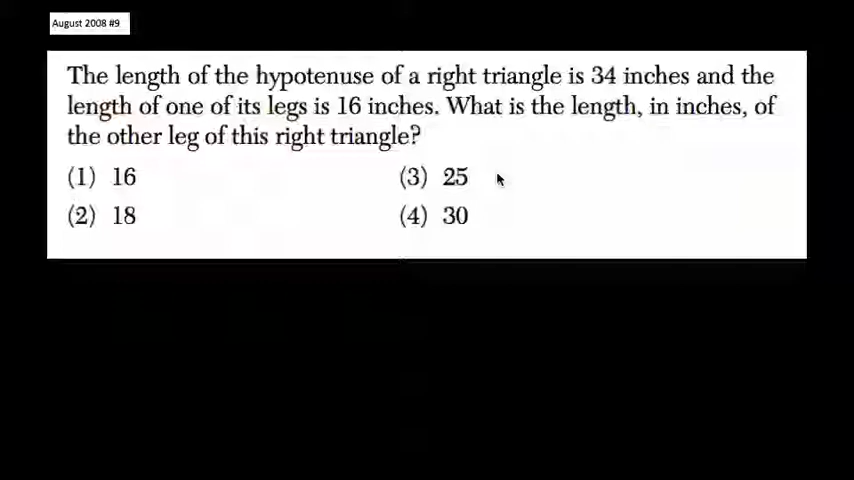 August 2008 #9
The length of the hypotenuse of a right triangle is 34 inches and the
length of one of its legs is 16 inches. What is the length, in inches, of
the other leg of this right triangle?
(1) 16 (3) 25
(2) 18 (4) 30